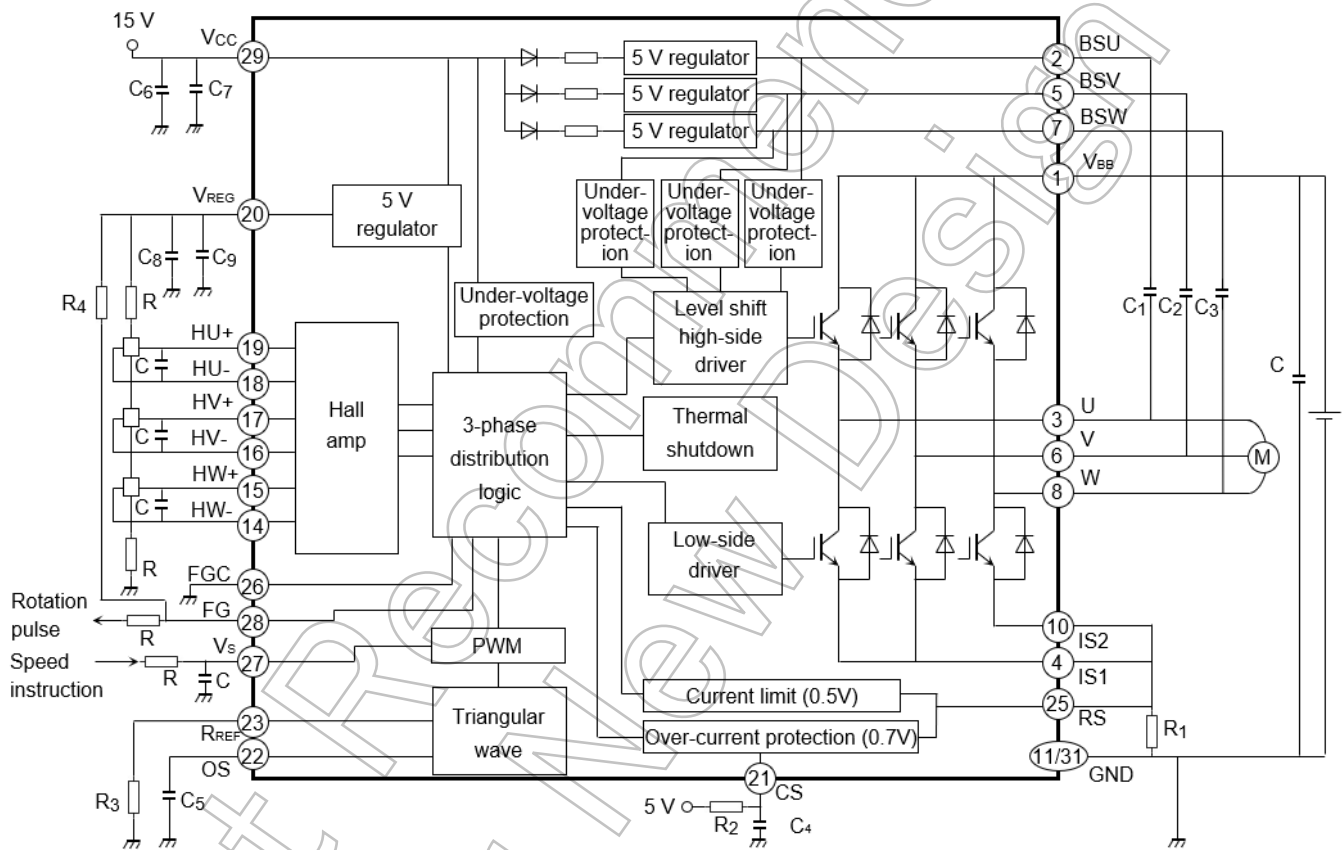 15 V
VCC
29
C6
C7
5 V regulator
5 V regulator
5 V regulator
2
BSU
5
BSV
7
BSW
1
VBB
VREG
20
5 V
regulator
C8
C9
R4
R
Under-
voltage
protect-
ion
Under-
voltage
protect-
ion
Under-
voltage
protect-
ion
Under-voltage
protection
Level shift
high-side
driver
C1
C2
C3
C
HU+
19
C
HU-
18
HV+
17
C
HV-
16
HW+
15
C
HW-
14
R
Hall
amp
3-phase
distribution
logic
Thermal
shutdown
Low-side
driver
3
U
6
V
8
W
M
FGC
26
FG
28
Rotation
pulse
R
VS
27
Speed
instruction
R
C
PWM
Triangular
wave
23
RREF
22
OS
R3
C5
Current limit (0.5V)
Over-current protection (0.7V)
10
IS2
4
IS1
25
RS
R1
11/31
GND
21
CS
5 V
R2
C4
t Recommen
New Design